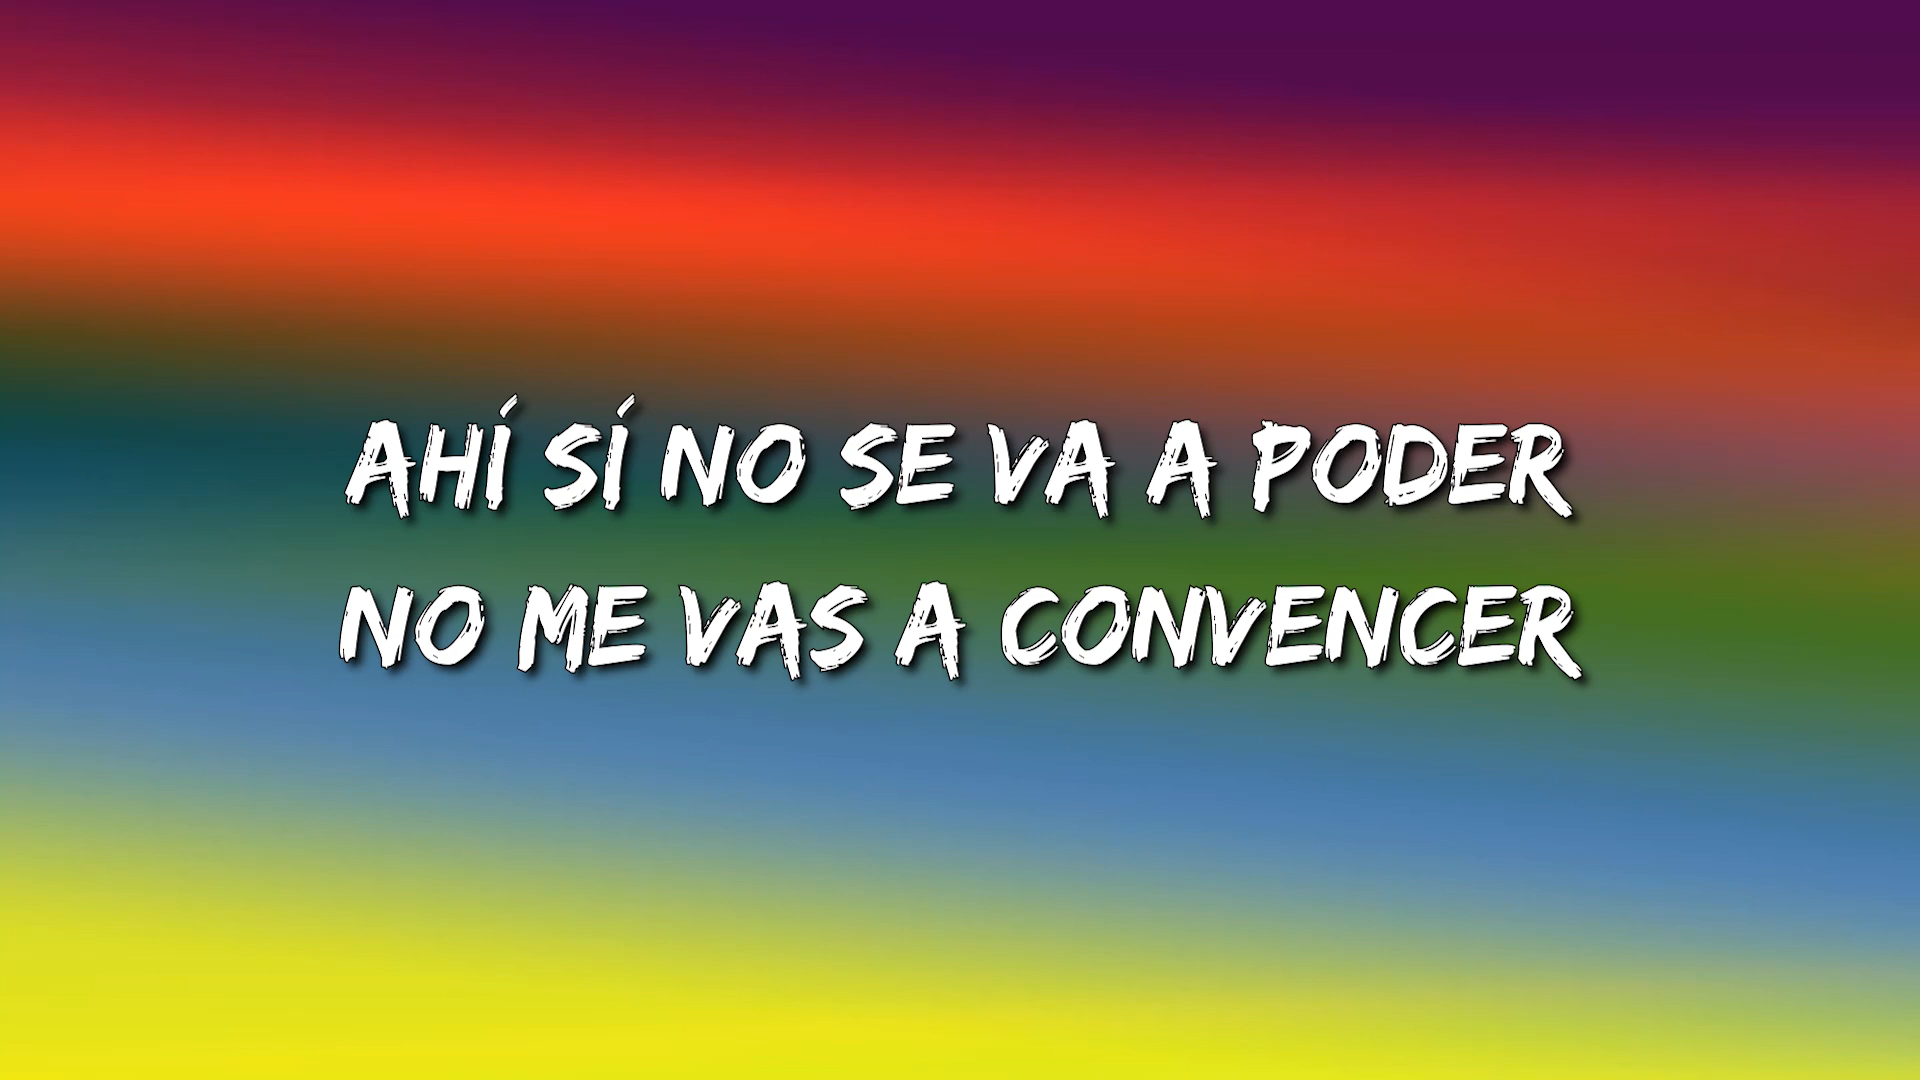 AHÍ SÍ NO SE VA A PODER
NO ME VAS A CONVENCER